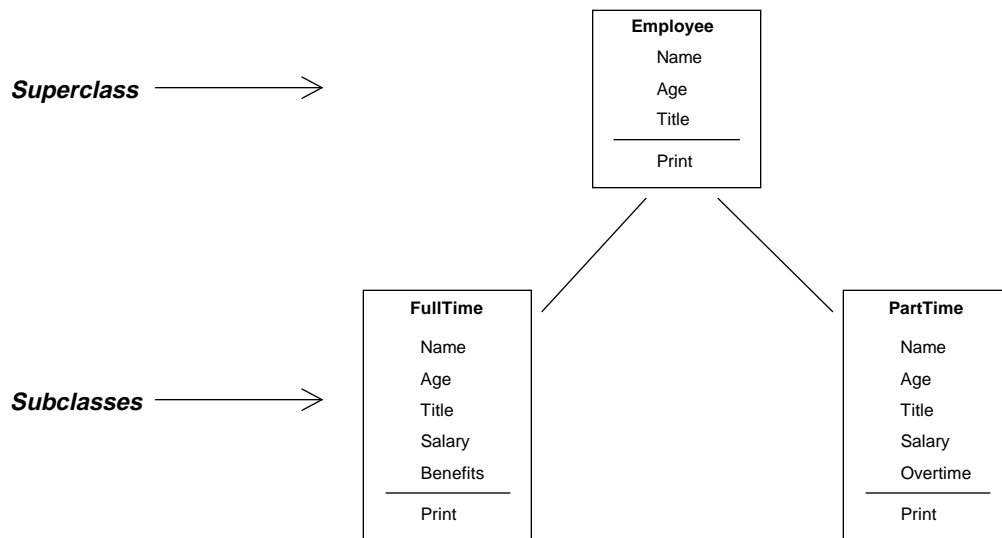 Employee
Name
Age
Title
Print
Superclass
FullTime
Name
Age
Title
Salary
Benefits
Print
PartTime
Name
Age
Title
Salary
Overtime
Print
Subclasses